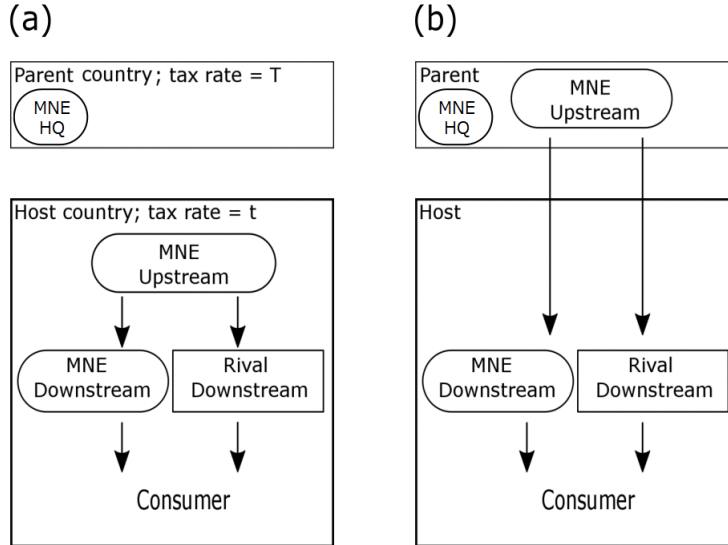 (a)
Parent country; tax rate = T
MNE
HQ
Host country; tax rate = t
MNE
Upstream
MNE
Downstream
Rival
Downstream
Consumer
(b)
Parent
MNE
HQ
MNE
Upstream
Host
MNE
Downstream
Rival
Downstream
Consumer